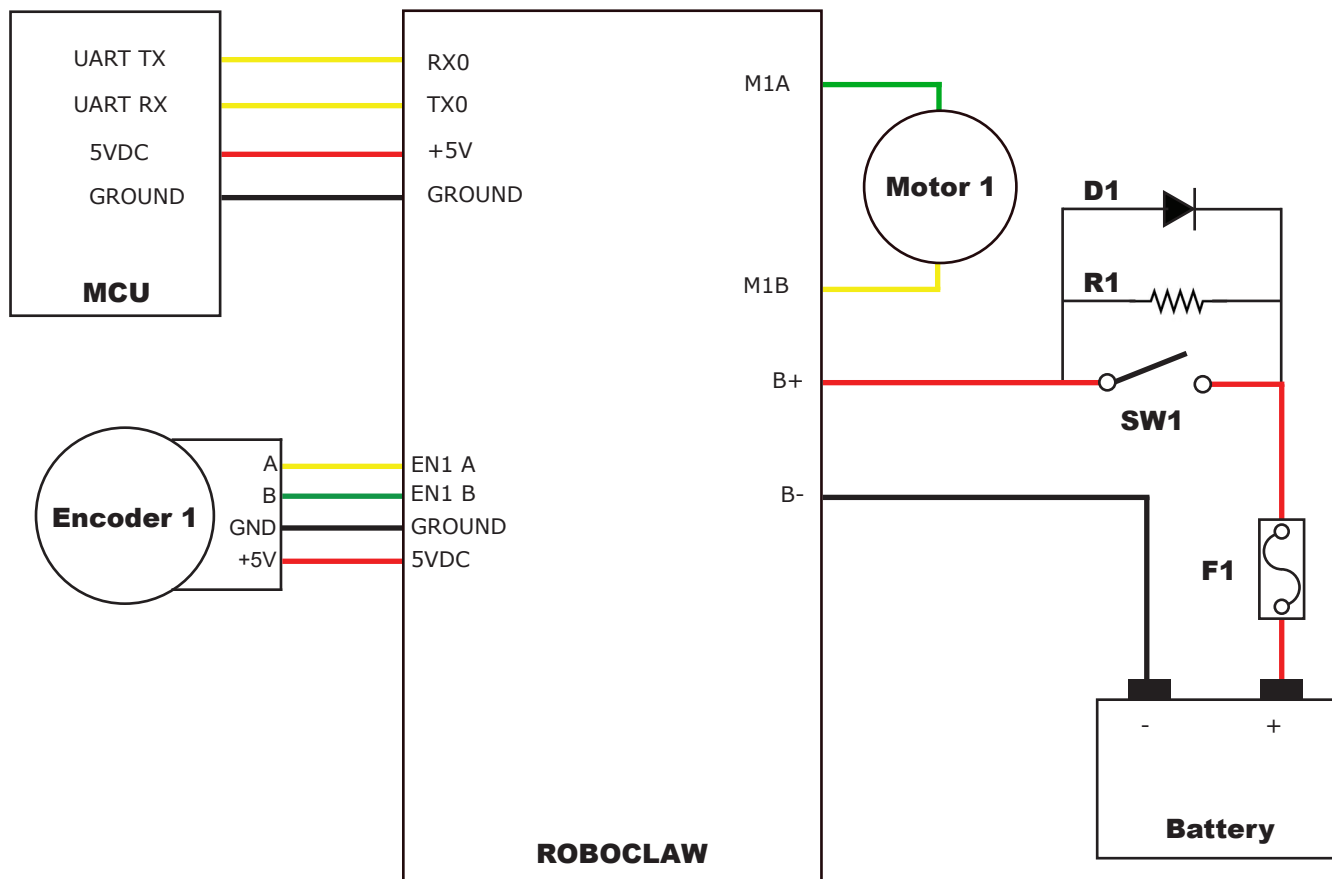 UART TX
UART RX
5VDC
GROUND
MCU
RX0
TX0
+5V
GROUND
M1A
Motor 1
M1B
D1
R1
B+
SW1
B-
A
B
GND
+5V
Encoder 1
EN1 A
EN1 B
GROUND
5VDC
F1
-
+
Battery
ROBOCLAW